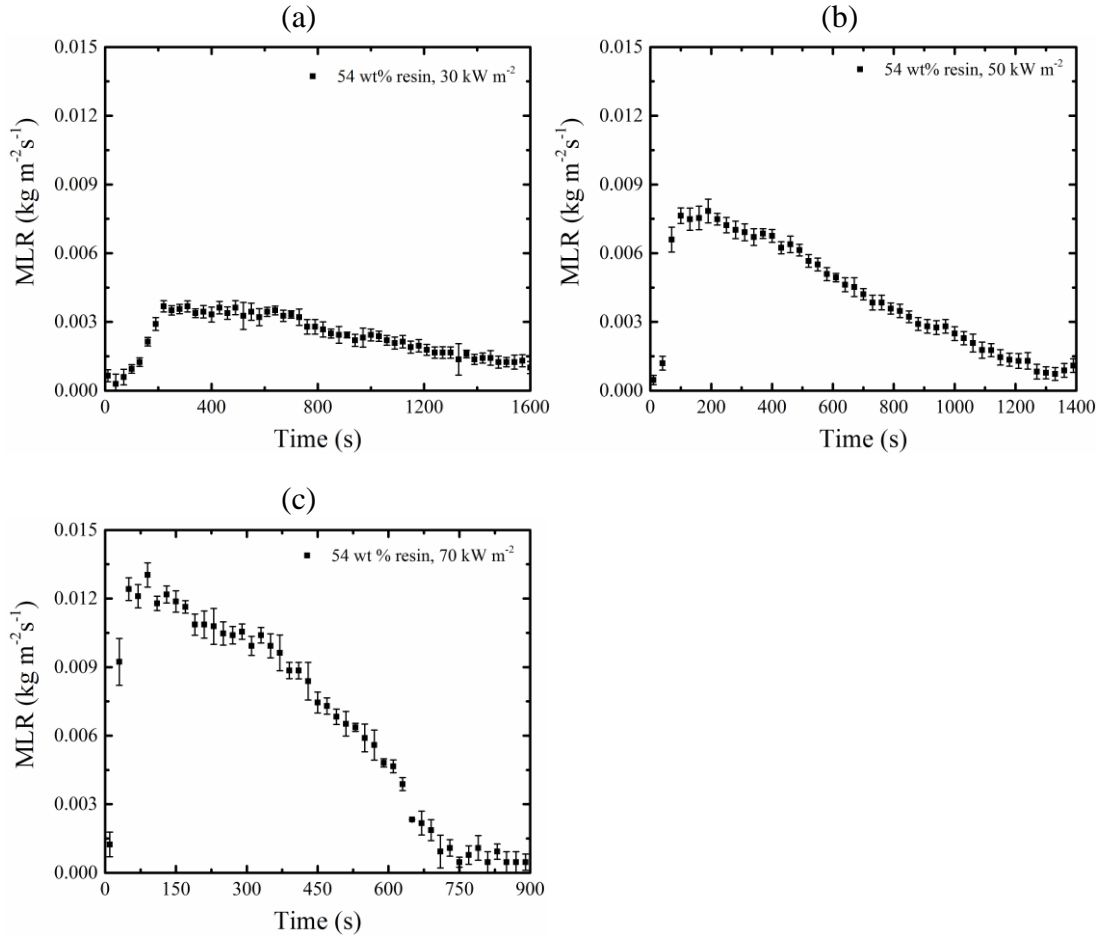 (a)
0.015
0.012
0.009
0.006
0.003
0.000
MLR (kg m⁻²s⁻¹)
54 wt% resin, 30 kW m⁻²
0 400 800 1200 1600
Time (s)
(b)
0.015
0.012
0.009
0.006
0.003
0.000
MLR (kg m⁻²s⁻¹)
54 wt% resin, 50 kW m⁻²
0 200 400 600 800 1000 1200 1400
Time (s)
(c)
0.015
0.012
0.009
0.006
0.003
0.000
MLR (kg m⁻²s⁻¹)
54 wt % resin, 70 kW m⁻²
0 150 300 450 600 750 900
Time (s)